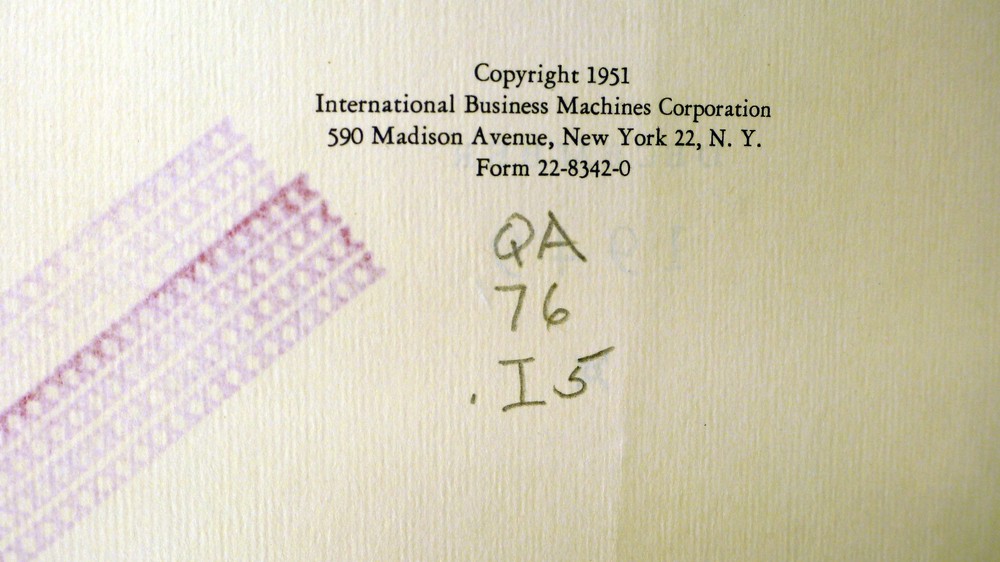 Copyright 1951
International Business Machines Corporation
590 Madison Avenue, New York 22, N. Y.
Form 22-8342-0
QA
76
.I5